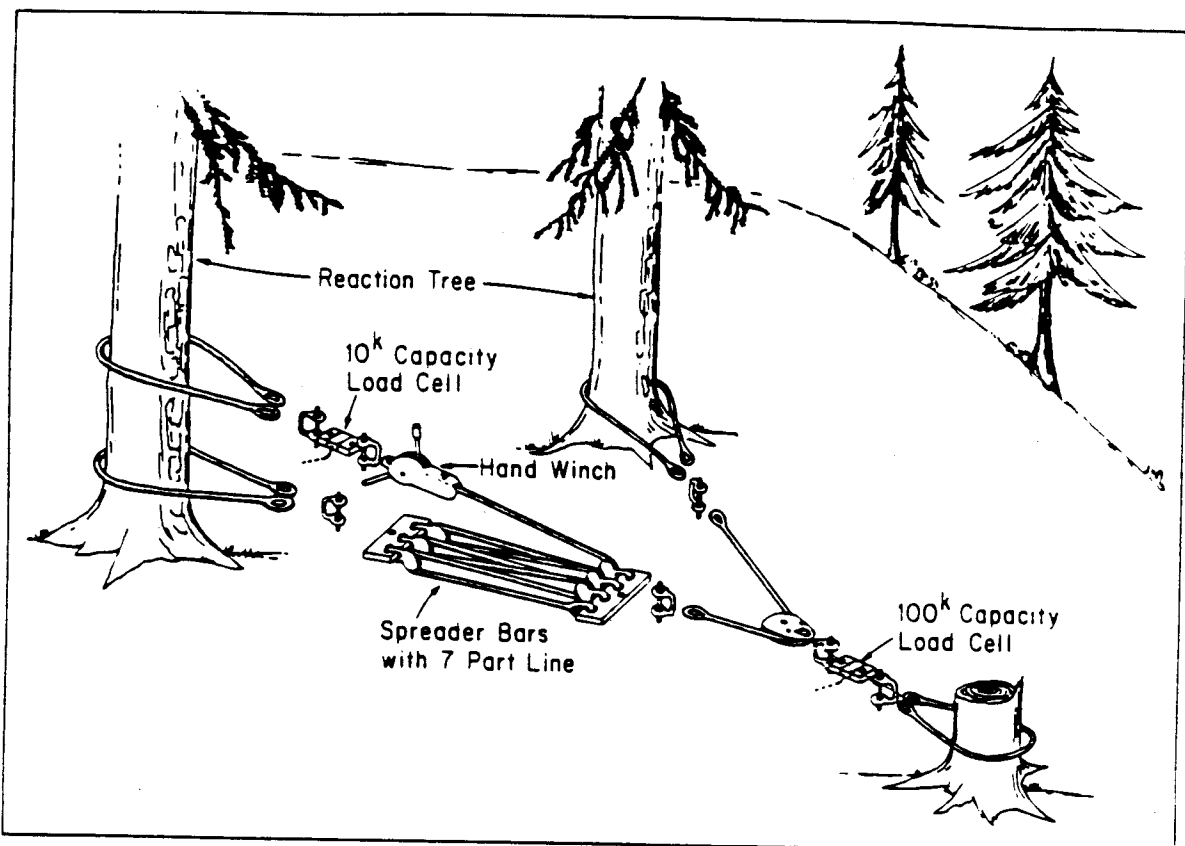 Reaction Tree
10k Capacity
Load Cell
Hand Winch
Spreader Bars
with 7 Part Line
100k Capacity
Load Cell